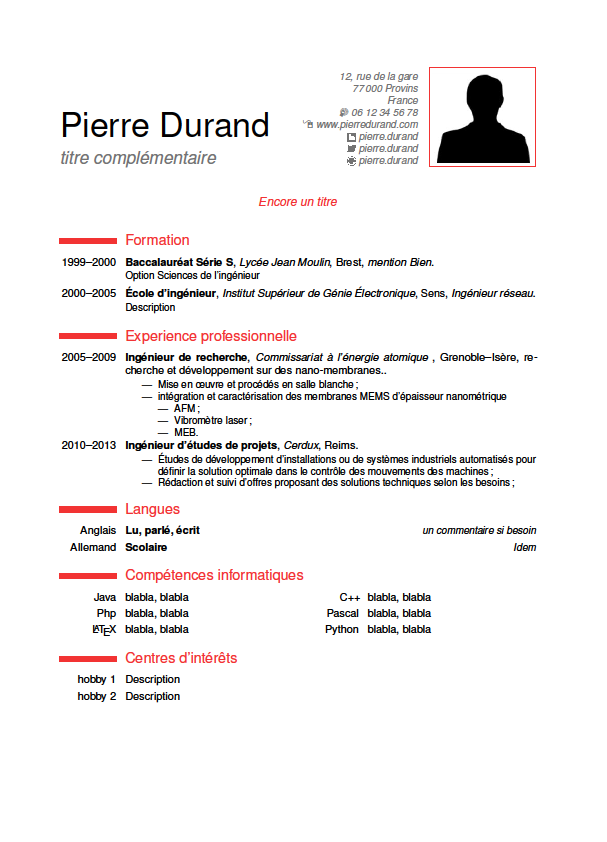 12, rue de la gare
77000 Provins
France
06 12 34 56 78
www.pierredurand.com
pierre.durand
pierre.durand
pierre.durand
Pierre Durand
titre complémentaire
Encore un titre
Formation
1999–2000 Baccalauréat Série S, Lycée Jean Moulin, Brest, mention Bien.
Option Sciences de l'ingénieur
2000–2005 École d'ingénieur, Institut Supérieur de Génie Électronique, Sens, Ingénieur réseau.
Description
Experience professionnelle
2005–2009 Ingénieur de recherche, Commissariat à l'énergie atomique , Grenoble–Isère, re-
cherche et développement sur des nano-membranes..
— Mise en œuvre et procédés en salle blanche ;
— intégration et caractérisation des membranes MEMS d'épaisseur nanométrique
— AFM ;
— Vibromètre laser ;
— MEB.
2010–2013 Ingénieur d'études de projets, Cerdux, Reims.
— Études de développement d'installations ou de systèmes industriels automatisés pour
définir la solution optimale dans le contrôle des mouvements des machines ;
— Rédaction et suivi d'offres proposant des solutions techniques selon les besoins ;
Langues
Anglais Lu, parlé, écrit un commentaire si besoin
Allemand Scolaire Idem
Compétences informatiques
Java blabla, blabla C++ blabla, blabla
Php blabla, blabla Pascal blabla, blabla
LATEX blabla, blabla Python blabla, blabla
Centres d'intérêts
hobby 1 Description
hobby 2 Description